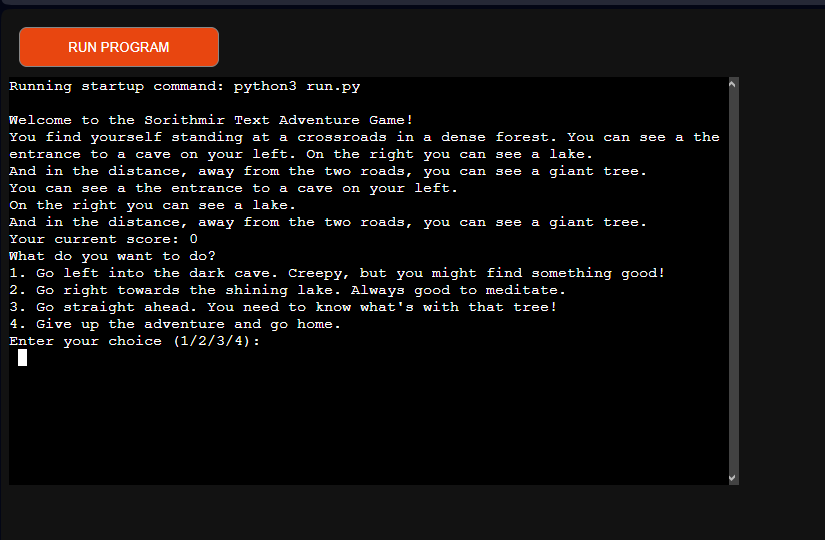 RUN PROGRAM
Running startup command: python3 run.py
Welcome to the Sorithmir Text Adventure Game!
You find yourself standing at a crossroads in a dense forest. You can see a the
entrance to a cave on your left. On the right you can see a lake.
And in the distance, away from the two roads, you can see a giant tree.
You can see a the entrance to a cave on your left.
On the right you can see a lake.
And in the distance, away from the two roads, you can see a giant tree.
Your current score: 0
What do you want to do?
1. Go left into the dark cave. Creepy, but you might find something good!
2. Go right towards the shining lake. Always good to meditate.
3. Go straight ahead. You need to know what's with that tree!
4. Give up the adventure and go home.
Enter your choice (1/2/3/4):